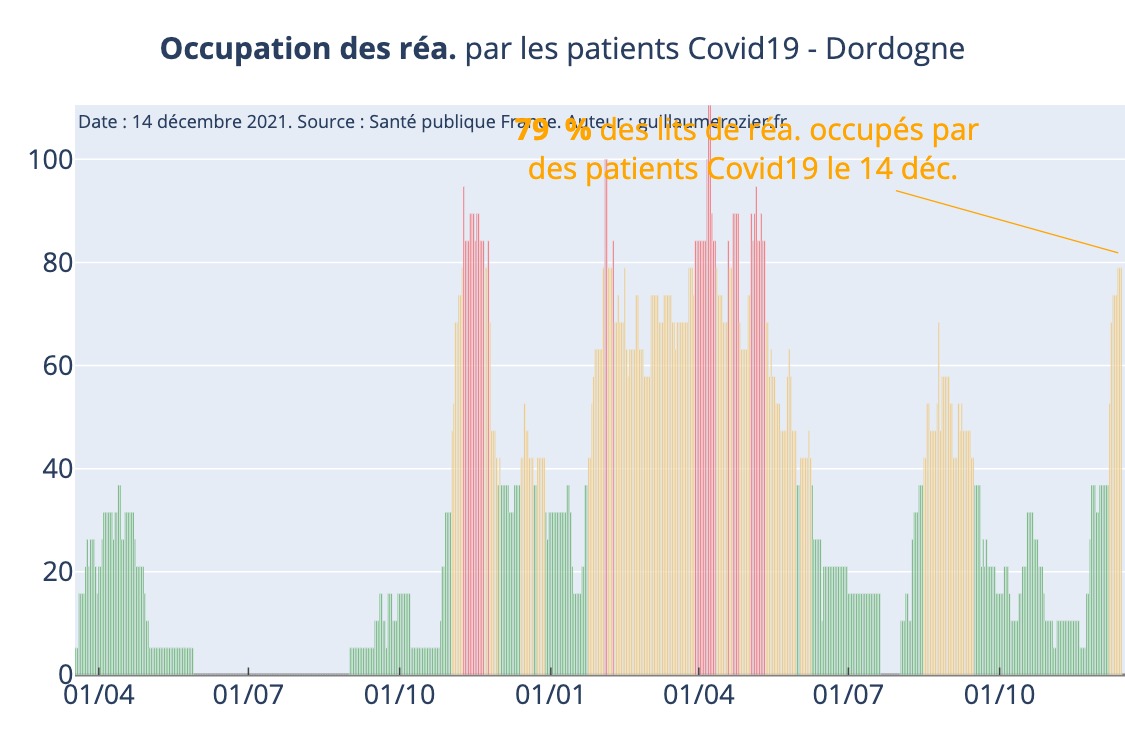 Occupation des réa. par les patients Covid19 - Dordogne
Date : 14 décembre 2021. Source : Santé publique France. Auteur : guillaumerozier.fr
79 % des lits de réa. occupés par
des patients Covid19 le 14 déc.
100
80
60
40
20
0
01/04 01/07 01/10 01/01 01/04 01/07 01/10